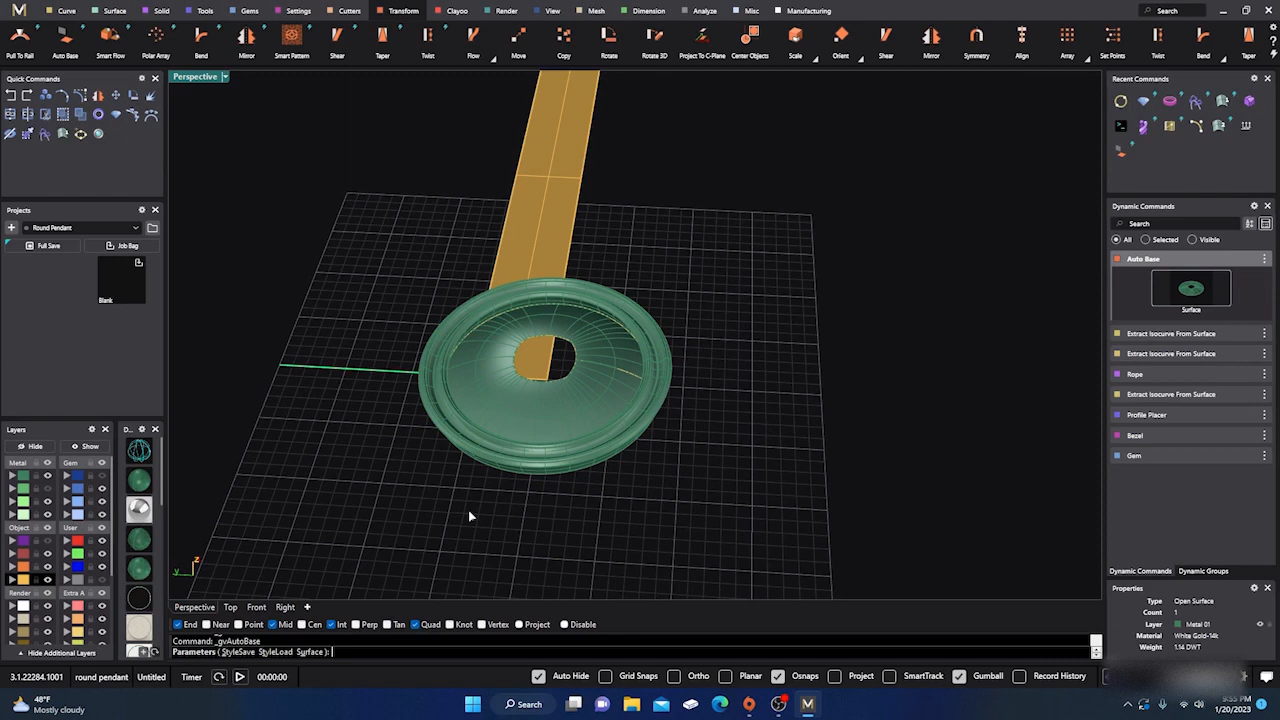 Curve Surface Solid Tools Gems Settings Cutters Transform Clayoo Render View Mesh Dimension Analyze Misc Manufacturing Search
Pull To Rail Auto Base Smart Flow Polar Array Bend Mirror Smart Pattern Shear Taper Twist Flow Move Copy Rotate Rotate 3D Project To C-Plane Center Objects Scale Orient Shear Mirror Symmetry Align Array Set Points Twist Bend Taper
Quick Commands
Perspective
Recent Commands
Projects
Round Pendant
Full Save Job Bag
Blank
Dynamic Commands
Search
All Selected Visible
Auto Base
Surface
Extract Isocurve From Surface
Extract Isocurve From Surface
Rope
Extract Isocurve From Surface
Profile Placer
Bezel
Gem
Layers
D...
Hide Show
Metal Gem
Object User
Render Extra A
Hide Additional Layers
z
y
Dynamic Commands Dynamic Groups
Properties
Type Open Surface
Count 1
Layer Metal 01
Material White Gold-14k
Weight 1.14 DWT
Perspective Top Front Right
End Near Point Mid Cen Int Perp Tan Quad Knot Vertex Project Disable
Command: _gvAutoBase
Parameters ( StyleSave StyleLoad Surface ):
3.1.22284.1001 round pendant Untitled Timer 00:00:00 Auto Hide Grid Snaps Ortho Planar Osnaps Project SmartTrack Gumball Record History
48°F
Mostly cloudy
Search
9:55 PM
1/20/2023